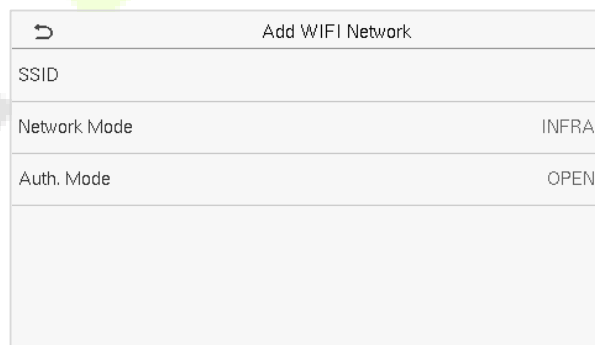 Add WIFI Network
SSID
Network Mode INFRA
Auth. Mode OPEN